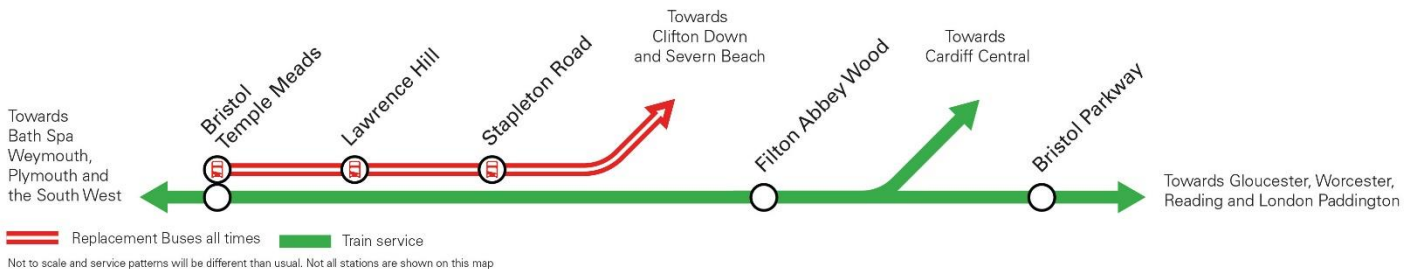 Towards
Clifton Down
and Severn Beach
Towards
Cardiff Central
Bristol
Temple Meads
Lawrence Hill
Stapleton Road
Filton Abbey Wood
Bristol Parkway
Towards
Bath Spa
Weymouth,
Plymouth and
the South West
Towards Gloucester, Worcester,
Reading and London Paddington
Replacement Buses all times
Train service
Not to scale and service patterns will be different than usual. Not all stations are shown on this map